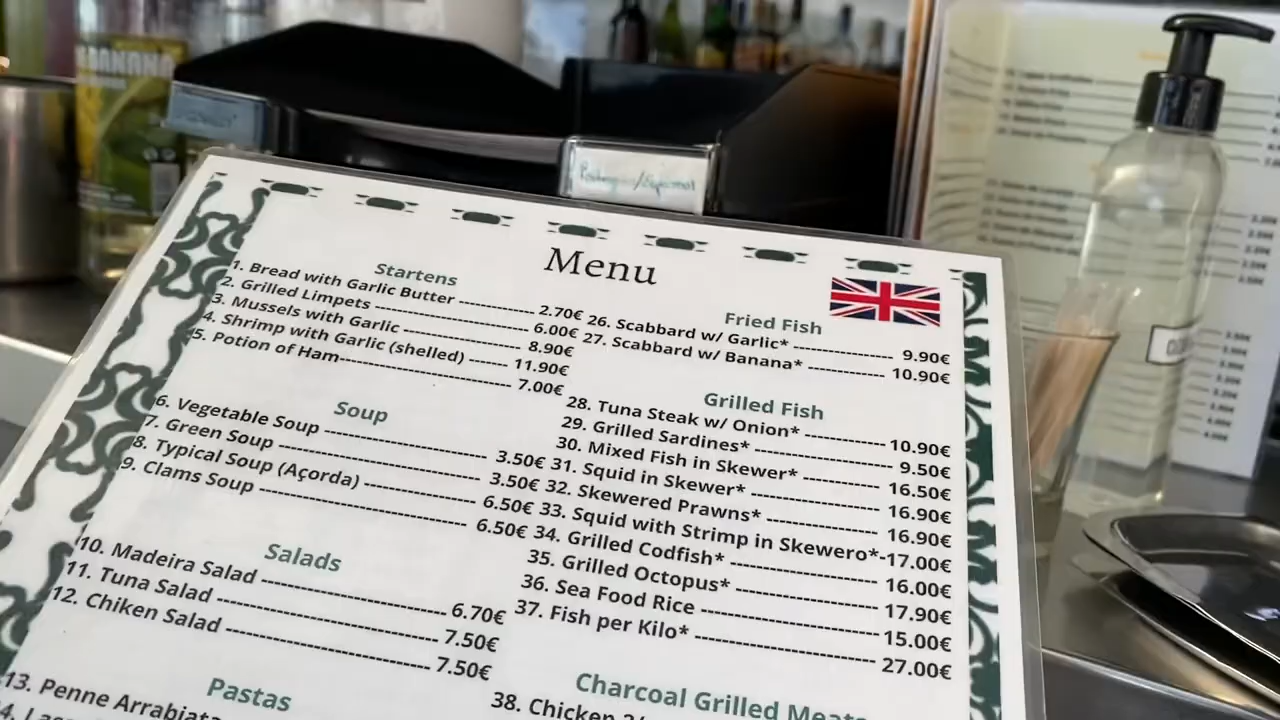 BANANA
Menu
Startens
1. Bread with Garlic Butter ---------- 2.70€
2. Grilled Limpets ---------- 6.00€
3. Mussels with Garlic ---------- 8.90€
4. Shrimp with Garlic (shelled) ---------- 11.90€
5. Potion of Ham---------- 7.00€
Soup
6. Vegetable Soup ---------- 3.50€
7. Green Soup ---------- 3.50€
8. Typical Soup (Açorda) ---------- 6.50€
9. Clams Soup ---------- 6.50€
Salads
10. Madeira Salad ---------- 6.70€
11. Tuna Salad ---------- 7.50€
12. Chiken Salad ---------- 7.50€
Pastas
13. Penne Arrabiata
Fried Fish
26. Scabbard w/ Garlic* ---------- 9.90€
27. Scabbard w/ Banana* ---------- 10.90€
Grilled Fish
28. Tuna Steak w/ Onion* ---------- 10.90€
29. Grilled Sardines* ---------- 9.50€
30. Mixed Fish in Skewer* ---------- 16.50€
31. Squid in Skewer* ---------- 16.90€
32. Skewered Prawns* ---------- 16.90€
33. Squid with Strimp in Skewero*-17.00€
34. Grilled Codfish* ---------- 16.00€
35. Grilled Octopus* ---------- 17.90€
36. Sea Food Rice ---------- 15.00€
37. Fish per Kilo* ---------- 27.00€
Charcoal Grilled Meats
38. Chicken